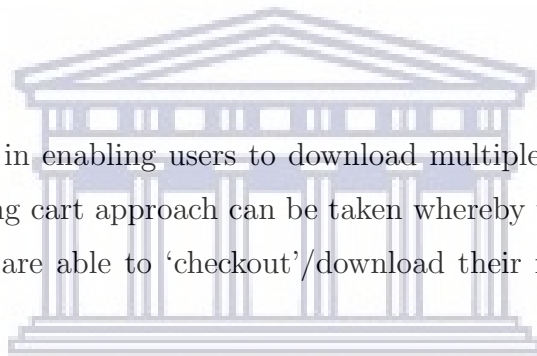 in enabling users to download multiple
ng cart approach can be taken whereby
are able to ‘checkout’/download their